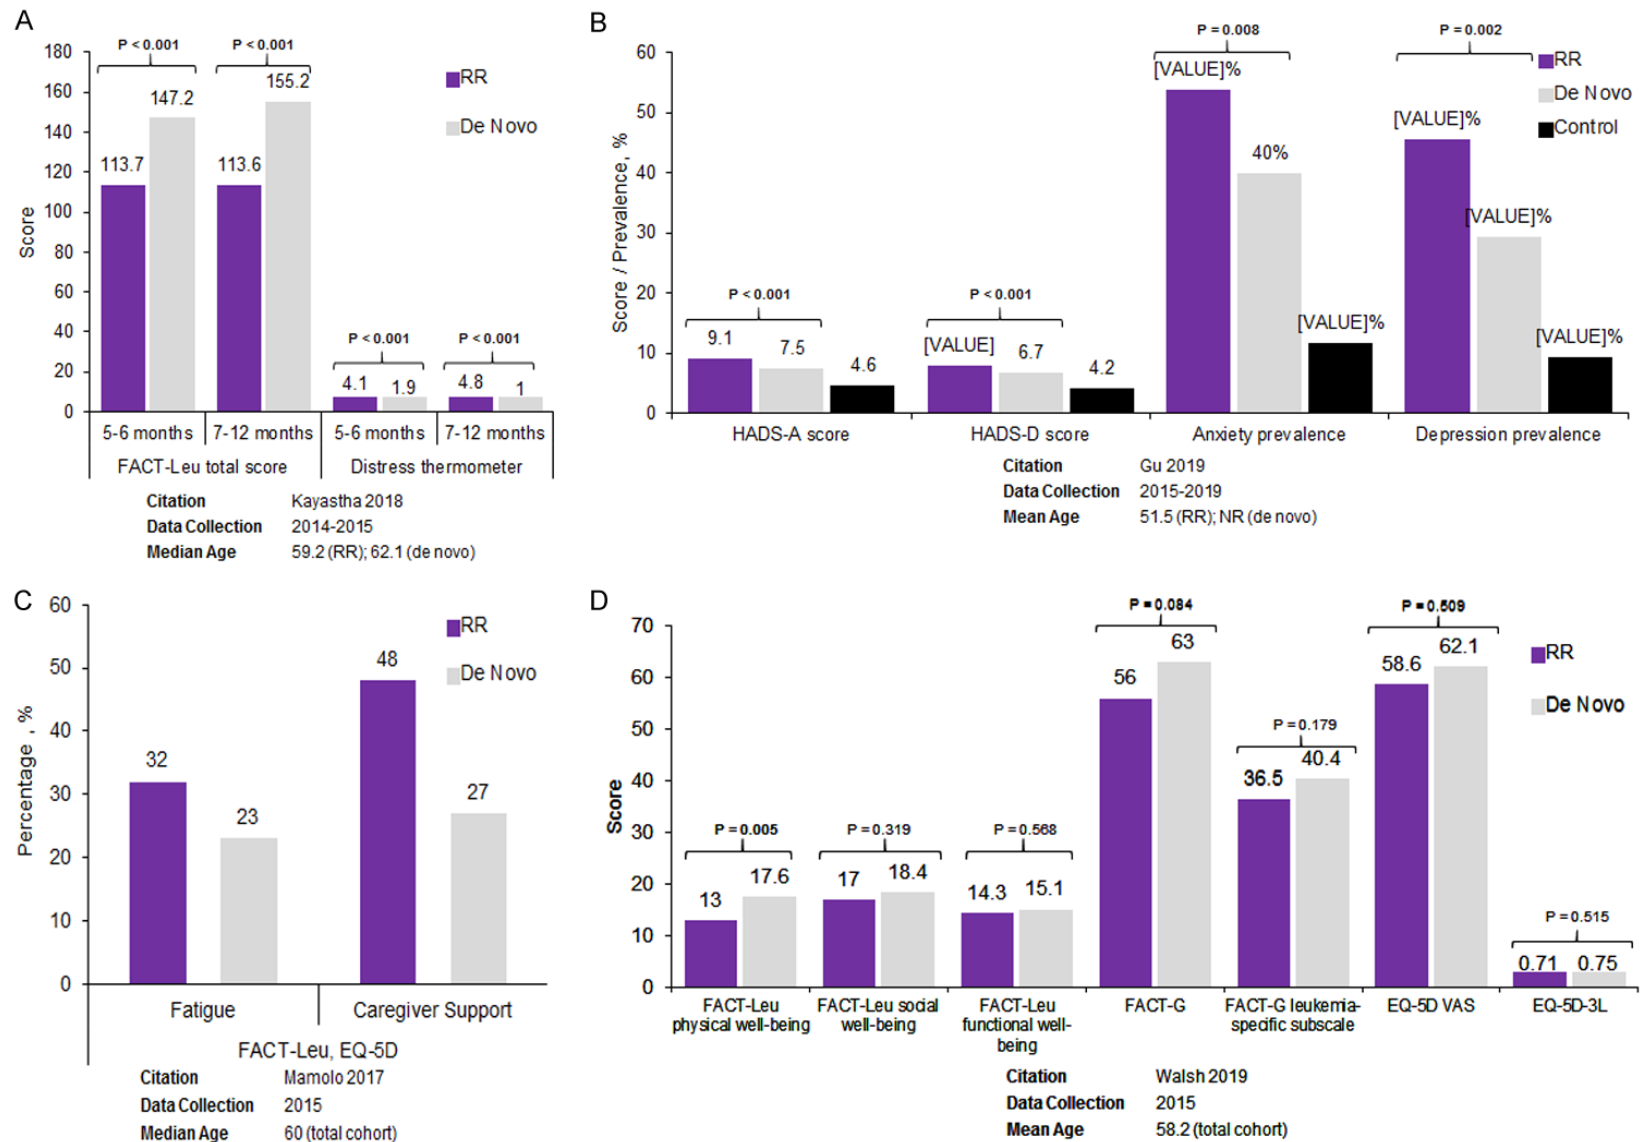 A
P < 0.001
P < 0.001
180
160
140
120
100
80
60
40
20
0
Score
113.7
147.2
113.6
155.2
RR
De Novo
P < 0.001
P < 0.001
4.1
1.9
4.8
1
5-6 months
7-12 months
5-6 months
7-12 months
FACT-Leu total score
Distress thermometer
Citation Kayastha 2018
Data Collection 2014-2015
Median Age 59.2 (RR); 62.1 (de novo)
B
60
50
40
30
20
10
0
Score / Prevalence, %
P < 0.001
9.1
7.5
4.6
P < 0.001
[VALUE]
6.7
4.2
P = 0.008
[VALUE]%
40%
[VALUE]%
P = 0.002
[VALUE]%
[VALUE]%
[VALUE]%
RR
De Novo
Control
HADS-A score
HADS-D score
Anxiety prevalence
Depression prevalence
Citation Gu 2019
Data Collection 2015-2019
Mean Age 51.5 (RR); NR (de novo)
C
60
50
40
30
20
10
0
Percentage , %
32
23
48
27
RR
De Novo
Fatigue
Caregiver Support
FACT-Leu, EQ-5D
Citation Mamolo 2017
Data Collection 2015
Median Age 60 (total cohort)
D
70
60
50
40
30
20
10
0
Score
P = 0.005
13
17.6
P = 0.319
17
18.4
P = 0.568
14.3
15.1
P = 0.084
56
63
P = 0.179
36.5
40.4
P = 0.509
58.6
62.1
P = 0.515
0.71
0.75
RR
De Novo
FACT-Leu
physical well-being
FACT-Leu social
well-being
FACT-Leu
functional well-
being
FACT-G
FACT-G leukemia-
specific subscale
EQ-5D VAS
EQ-5D-3L
Citation Walsh 2019
Data Collection 2015
Mean Age 58.2 (total cohort)